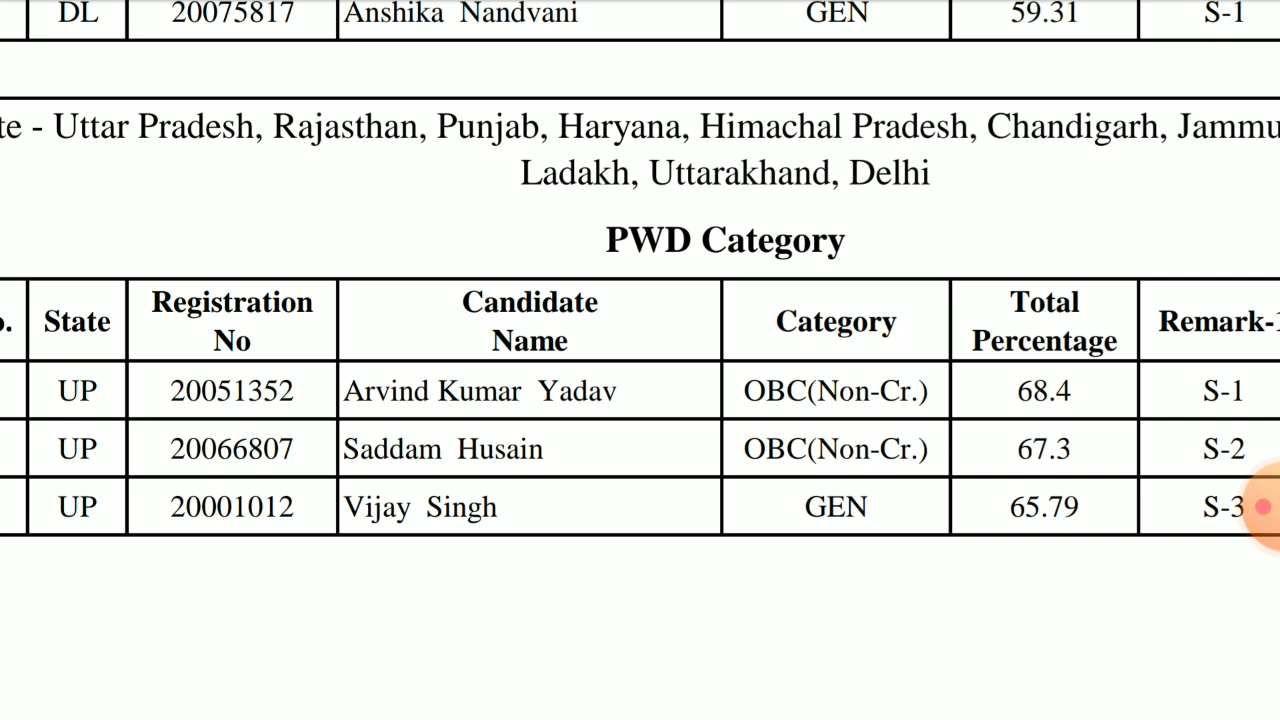 DL 20075817 Anshika Nandvani GEN 59.31 S-1
te - Uttar Pradesh, Rajasthan, Punjab, Haryana, Himachal Pradesh, Chandigarh, Jammu
Ladakh, Uttarakhand, Delhi
PWD Category
o. State Registration No Candidate Name Category Total Percentage Remark-1
UP 20051352 Arvind Kumar Yadav OBC(Non-Cr.) 68.4 S-1
UP 20066807 Saddam Husain OBC(Non-Cr.) 67.3 S-2
UP 20001012 Vijay Singh GEN 65.79 S-3